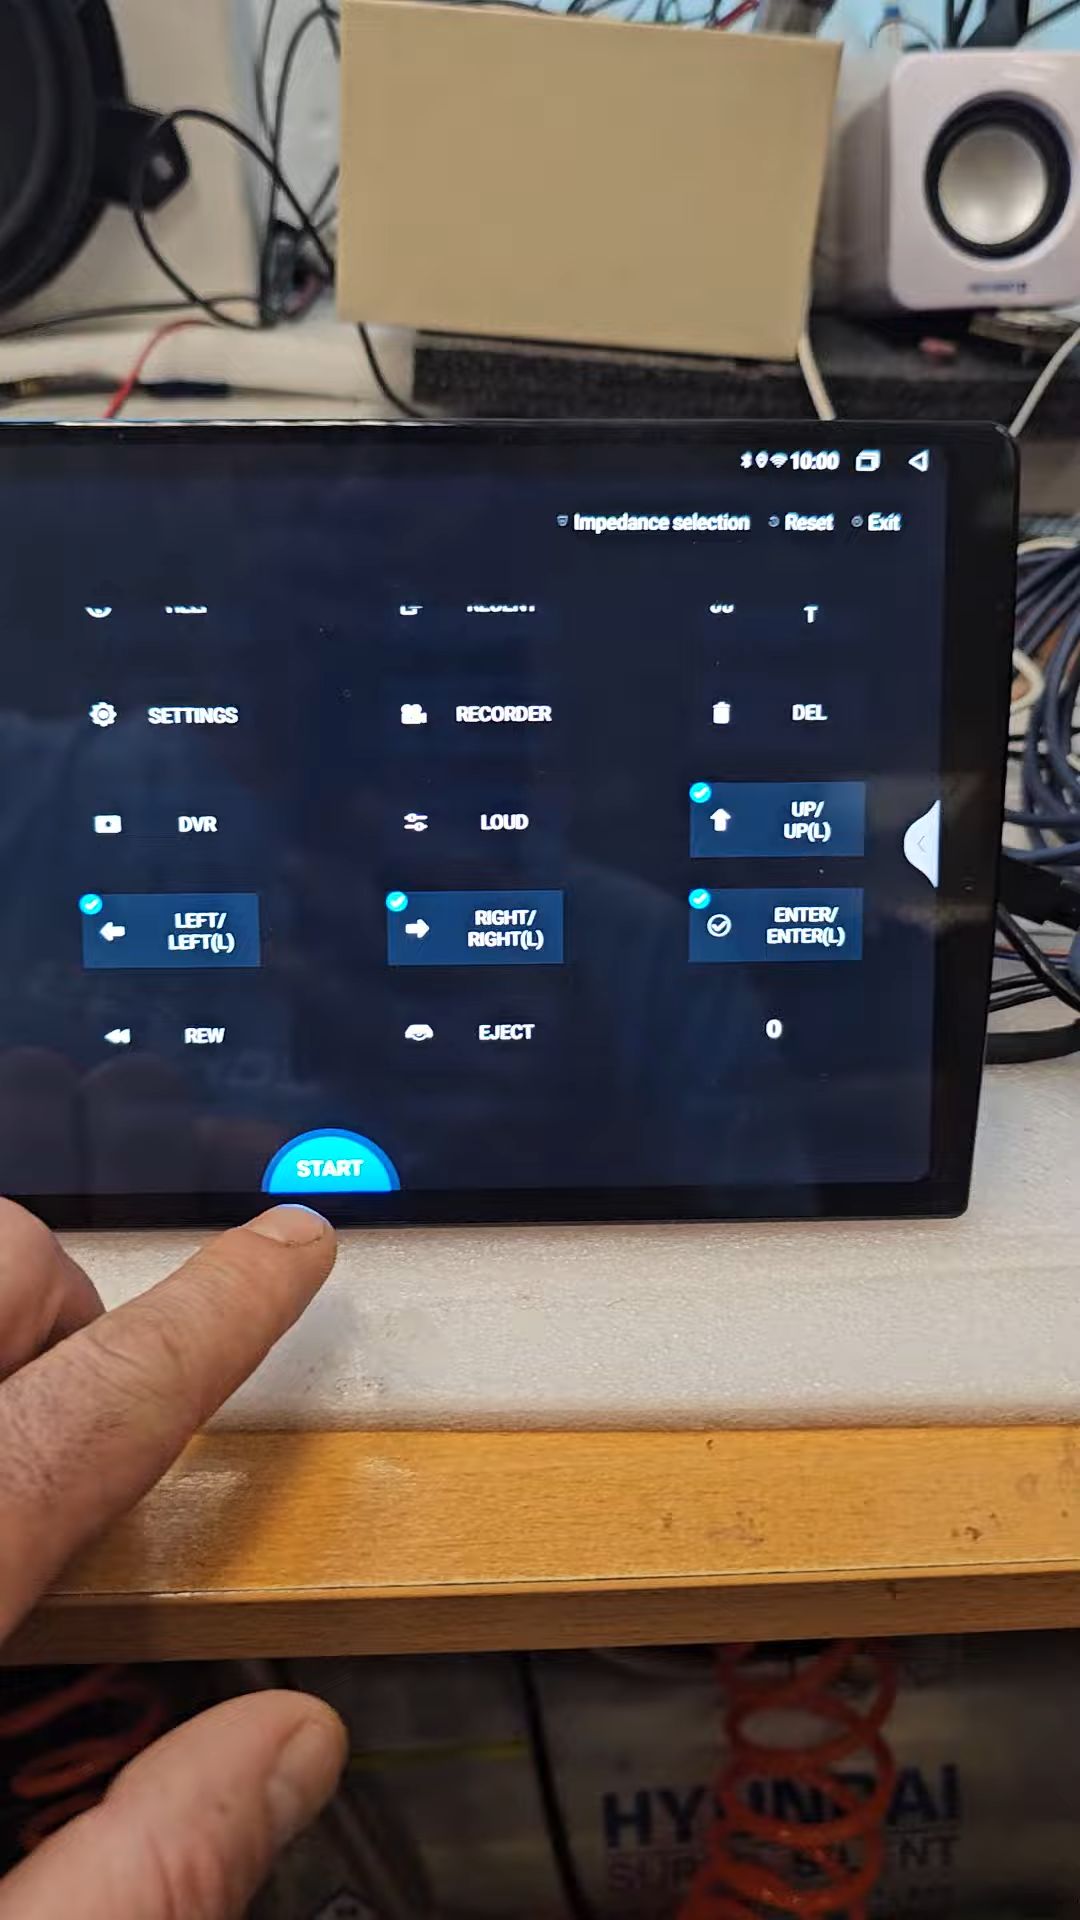 10:00
Impedance selection Reset Exit
T
SETTINGS RECORDER DEL
DVR LOUD UP/
UP(L)
LEFT/
LEFT(L)
RIGHT/
RIGHT(L)
ENTER/
ENTER(L)
REW EJECT 0
START
HYUNDAI